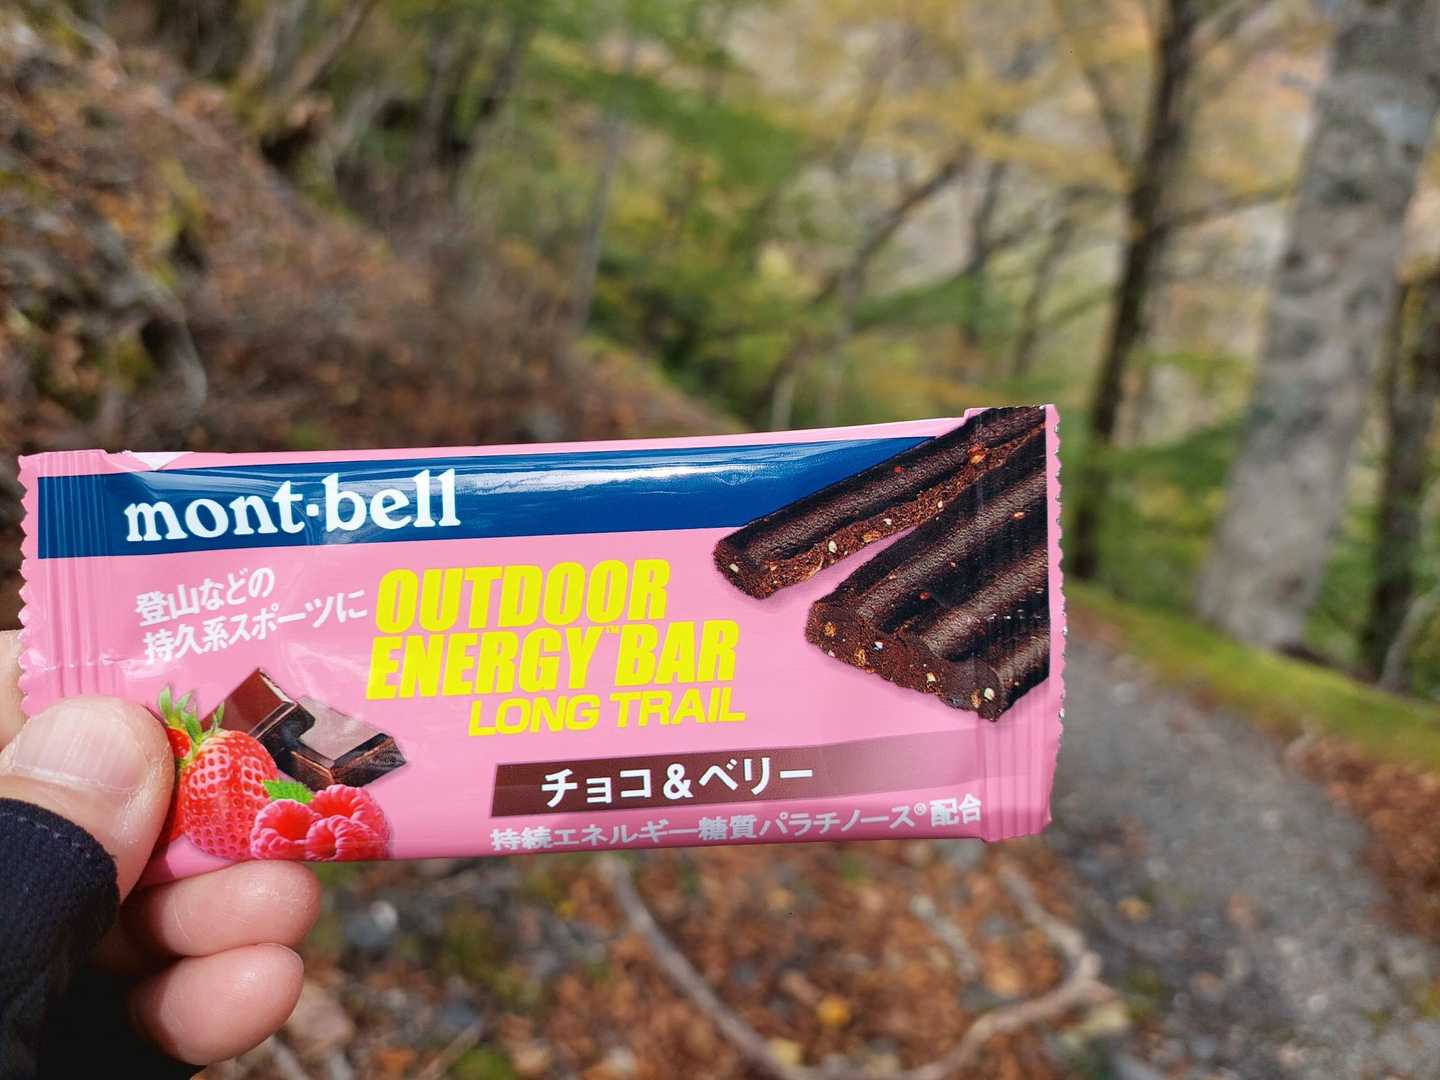 mont·bell
登山などの
持久系スポーツに
OUTDOOR
ENERGY™BAR
LONG TRAIL
チョコ&ベリー
持続エネルギー糖質パラチノース®配合